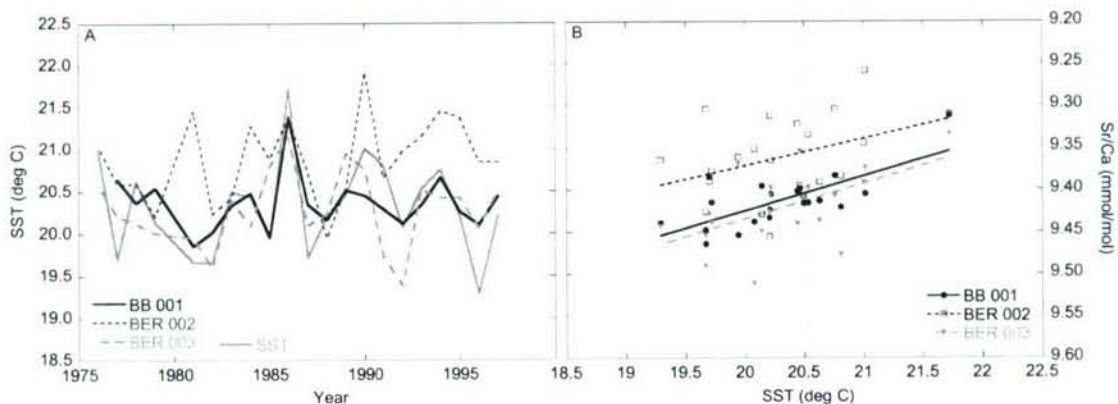 22.5
22.0
21.5
21.0
20.5
20.0
19.5
19.0
18.5
SST (deg C)
A
BB 001
BER 002
BER 003
SST
1975
1980
1985
1990
1995
Year
B
BB 001
BER 002
BER 003
18.5
19
19.5
20
20.5
21
21.5
22
22.5
SST (deg C)
9.20
9.25
9.30
9.35
9.40
9.45
9.50
9.55
9.60
Sr/Ca (mmol/mol)